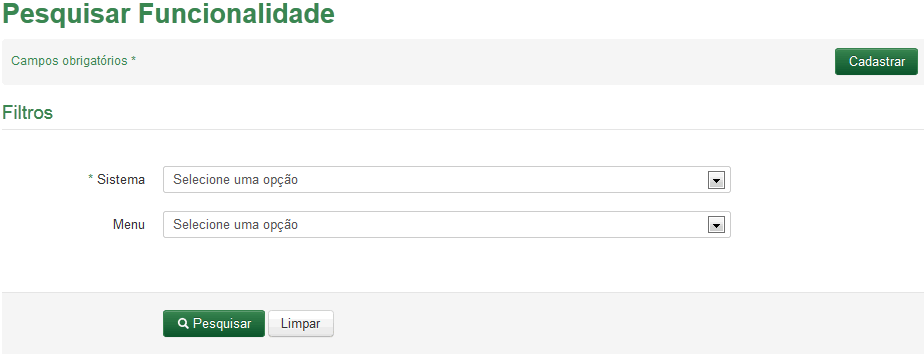 Pesquisar Funcionalidade
Campos obrigatórios *
Cadastrar
Filtros
* Sistema Selecione uma opção
Menu Selecione uma opção
Pesquisar Limpar